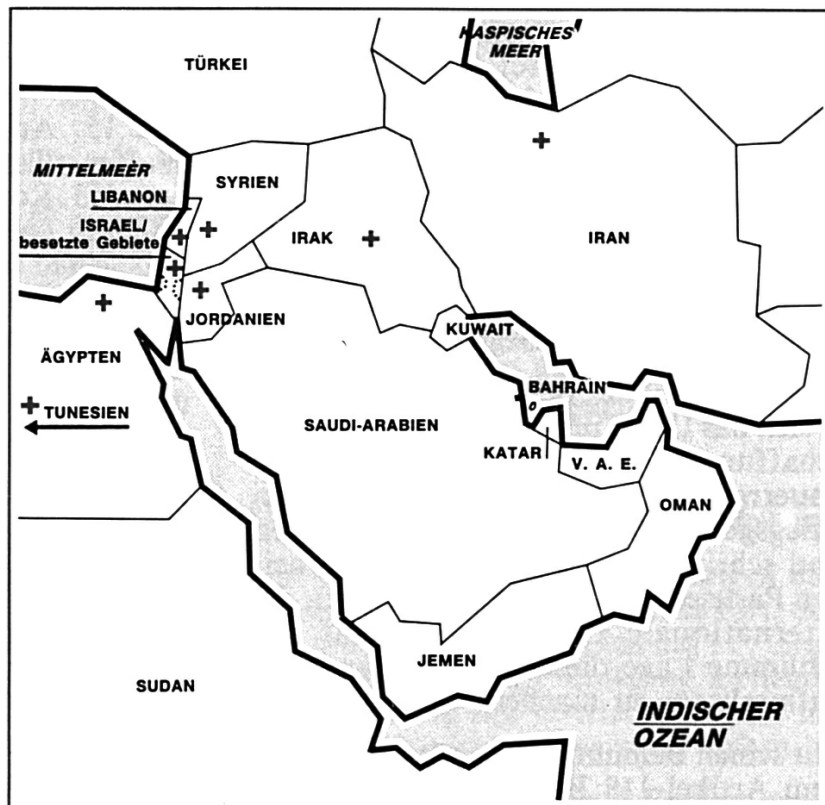 KASPISCHES
MEER
TÜRKEI
MITTELMEER
SYRIEN
LIBANON
ISRAEL/
besetzte Gebiete
IRAK
IRAN
JORDANIEN
KUWAIT
ÄGYPTEN
BAHRAIN
TUNESIEN
SAUDI-ARABIEN
KATAR
V. A. E.
OMAN
JEMEN
SUDAN
INDISCHER
OZEAN